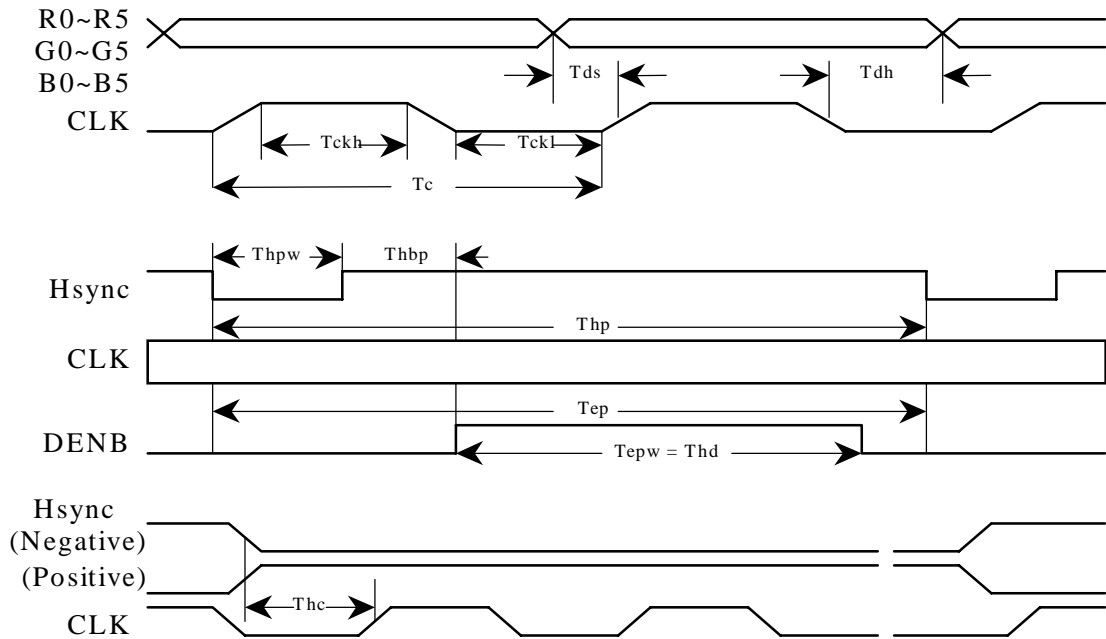 R0~R5
G0~G5
B0~B5
Tds
Tdh
CLK
Tckh
Tckl
Tc
Thpw
Thbp
Hsync
Thp
CLK
Tep
DENB
Tepw = Thd
Hsync
(Negative)
(Positive)
Thc
CLK